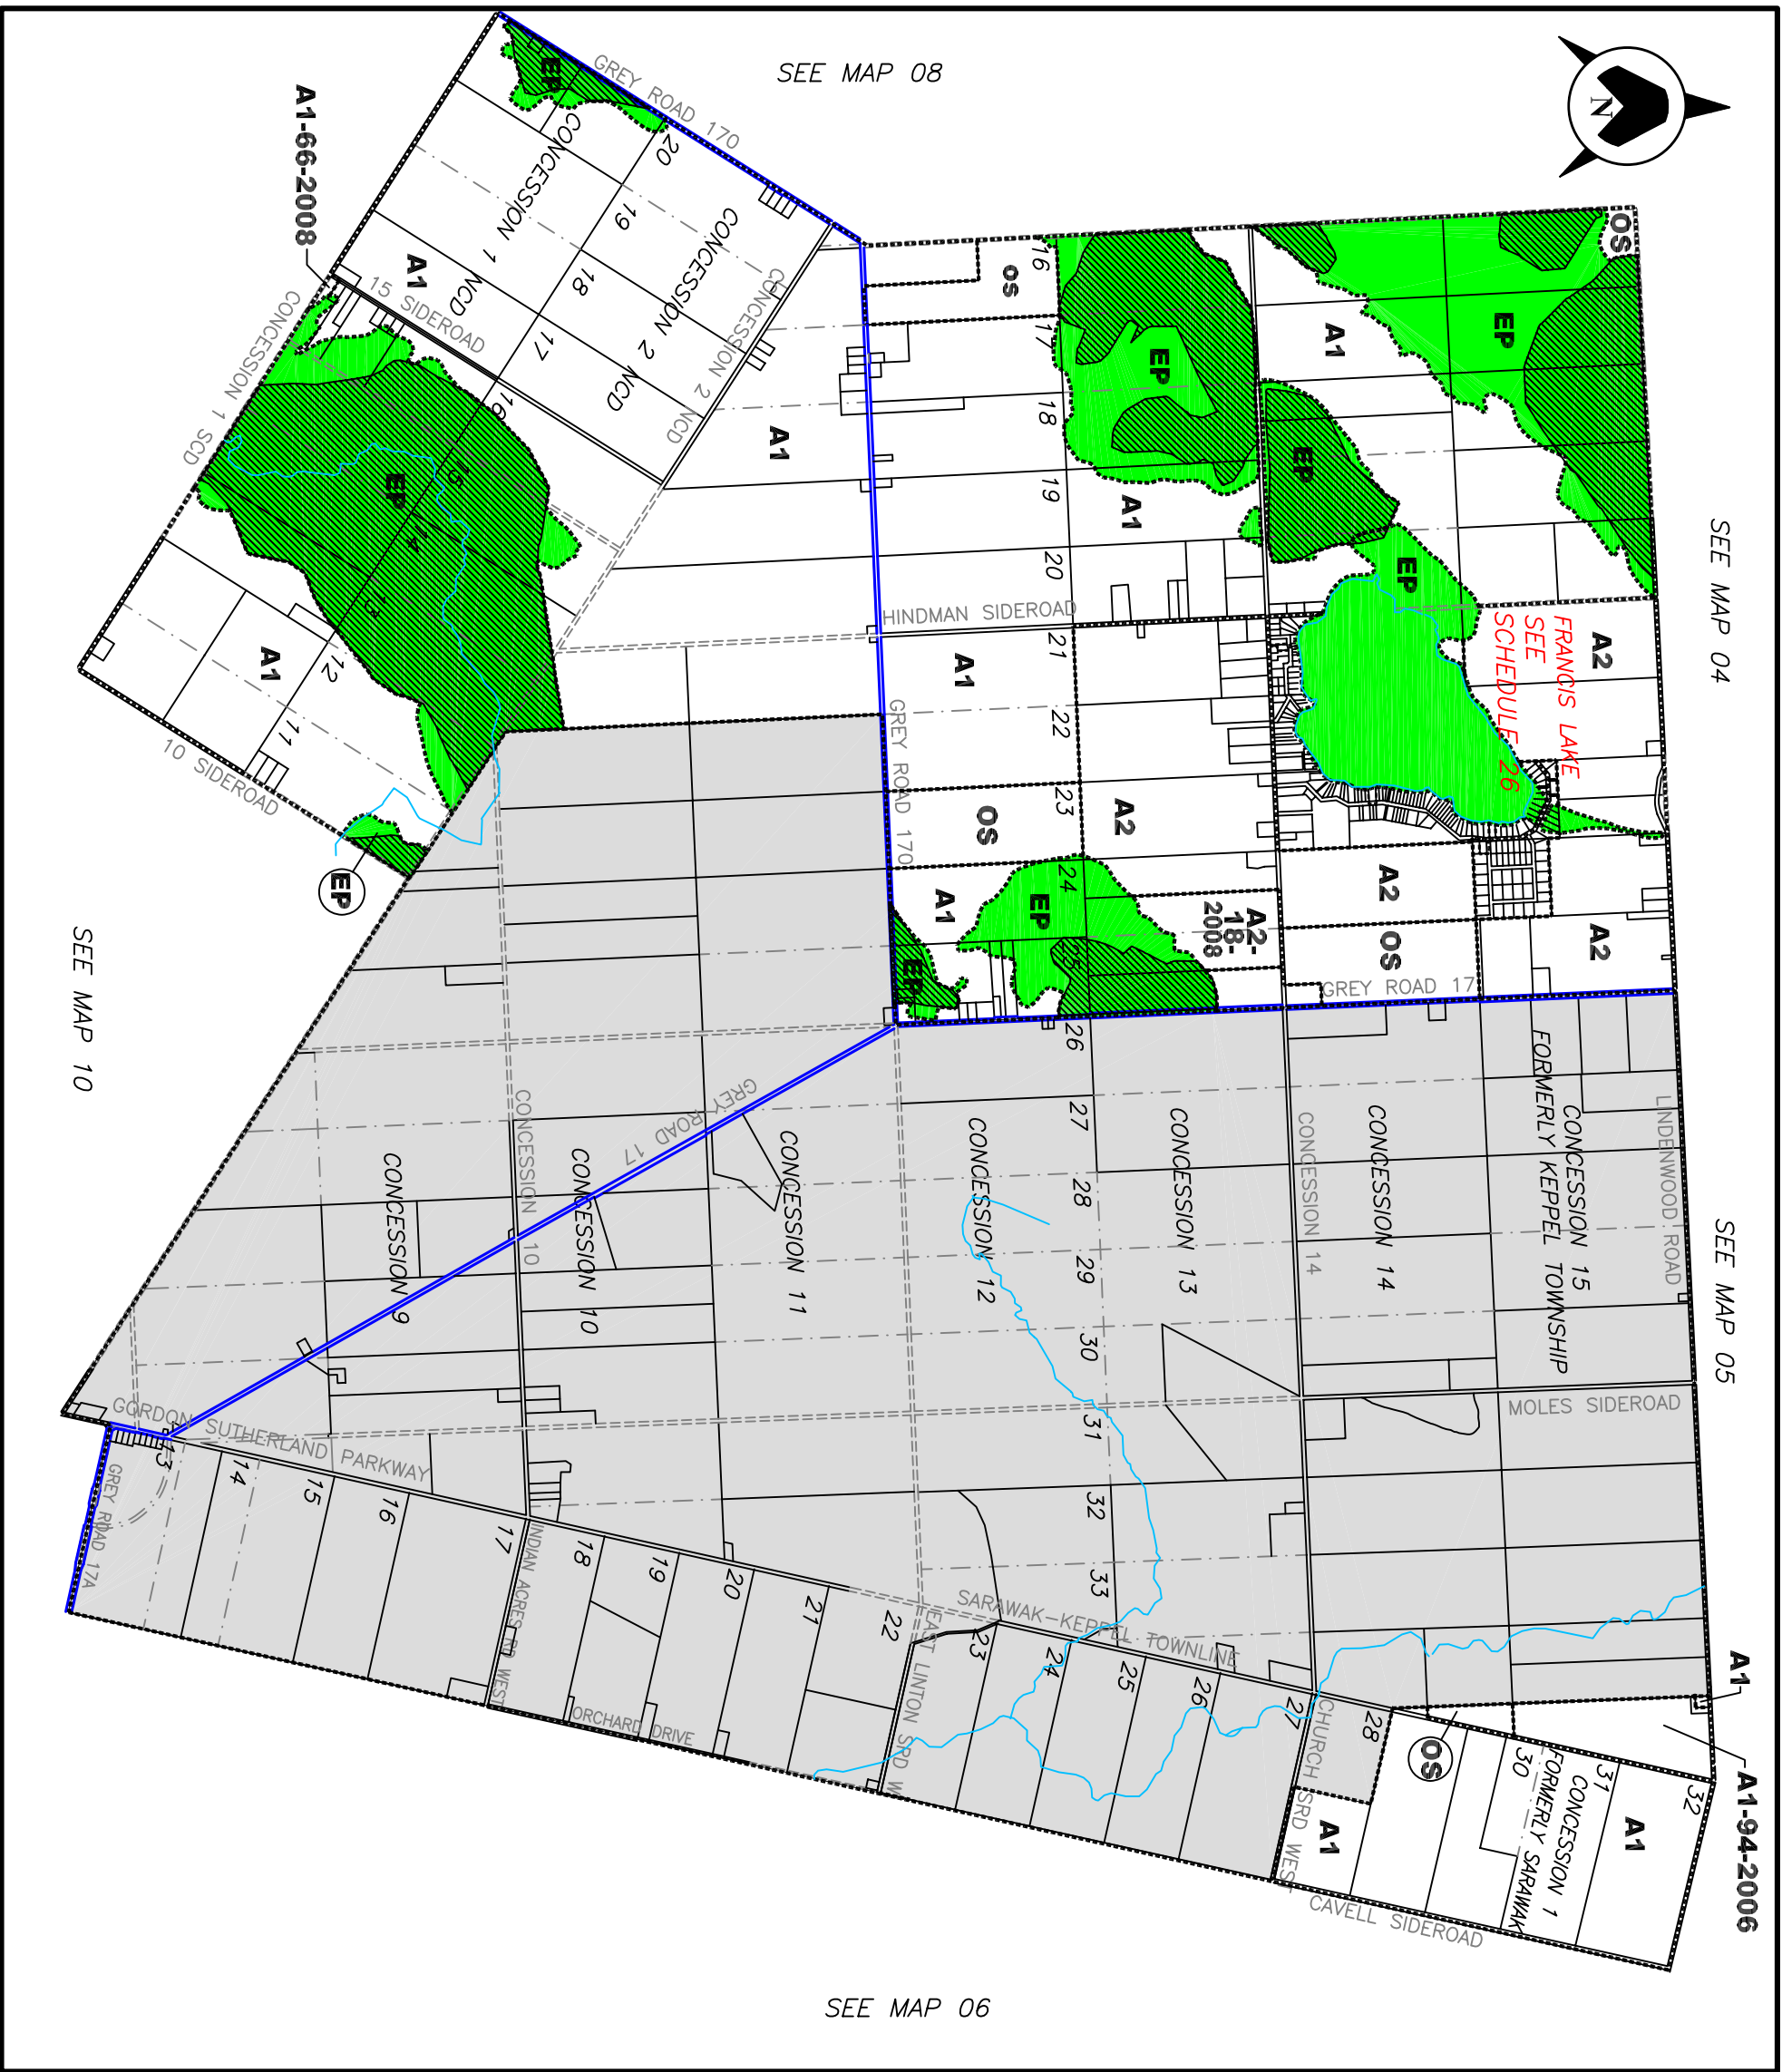 SEE MAP 08
N
SEE MAP 04
SEE MAP 05
SEE MAP 06
SEE MAP 10
GREY ROAD 170
A1-66-2008
EP
CONCESSION 1 NCD
CONCESSION 2 NCD
20
19
18
17
16
15
14
13
12
11
A1
15 SIDEROAD
CONCESSION 2 NCD
CONCESSION 1 SCD
EP
A1
10 SIDEROAD
EP
A1
OS
EP
A1
EP
os
16
17
18
19
20
21
22
23
24
25
26
27
28
29
30
31
32
33
EP
A1
EP
HINDMAN SIDEROAD
A1
A2
FRANCIS LAKE
SEE
SCHEDULE 26
GREY ROAD 170
OS
A2
A1
EP
EP
A2-
18-
2008
A2
OS
A2
GREY ROAD 17
CONCESSION 15
FORMERLY KEPPEL TOWNSHIP
LINDENWOOD ROAD
CONCESSION 14
CONCESSION 14
CONCESSION 13
CONCESSION 12
CONCESSION 11
CONCESSION 10
CONCESSION 10
CONCESSION 9
GREY ROAD 17
MOLES SIDEROAD
GORDON SUTHERLAND PARKWAY
GREY ROAD 17A
13
14
15
16
17
18
19
20
21
22
23
24
25
26
27
28
30
31
32
INDIAN ACRES RD WEST
ORCHARD DRIVE
EAST LINTON SRD W
SARAWAK-KEPPEL TOWNLINE
CHURCH SRD WEST
CAVELL SIDEROAD
OS
A1
A1
CONCESSION 1
FORMERLY SARAWAK
A1
A1-94-2006